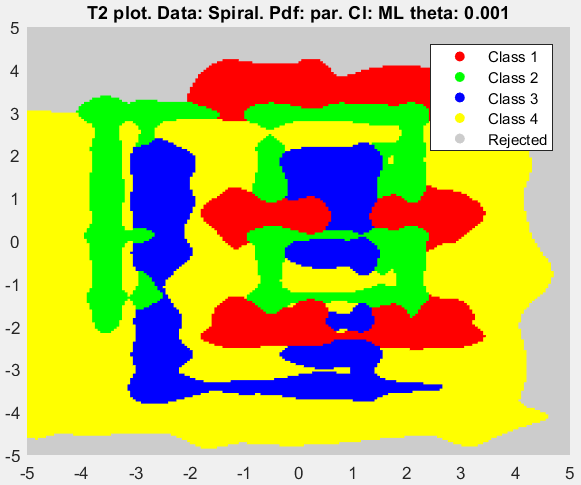 T2 plot. Data: Spiral. Pdf: par. Cl: ML theta: 0.001
5
4
3
2
1
0
-1
-2
-3
-4
-5
-5 -4 -3 -2 -1 0 1 2 3 4 5
Class 1
Class 2
Class 3
Class 4
Rejected